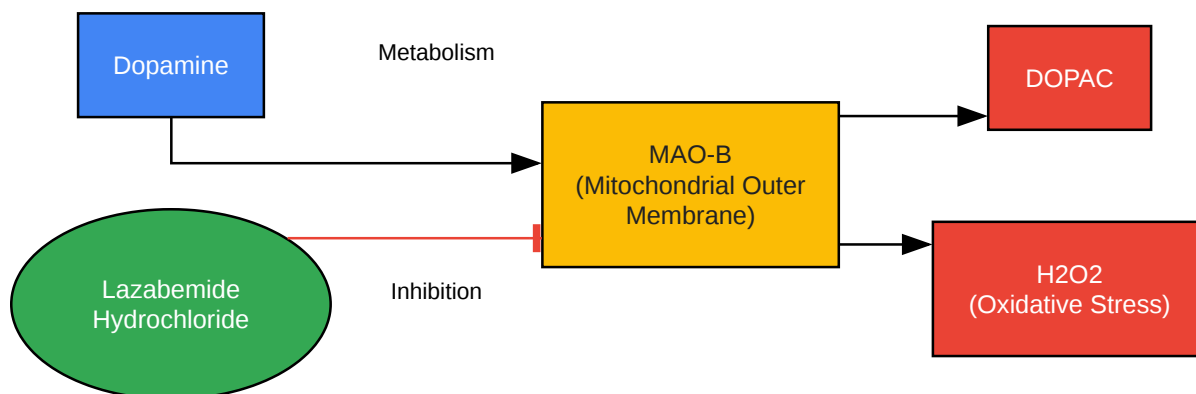 Dopamine
Metabolism
DOPAC
MAO-B
(Mitochondrial Outer
Membrane)
Lazabemide
Hydrochloride
Inhibition
H2O2
(Oxidative Stress)